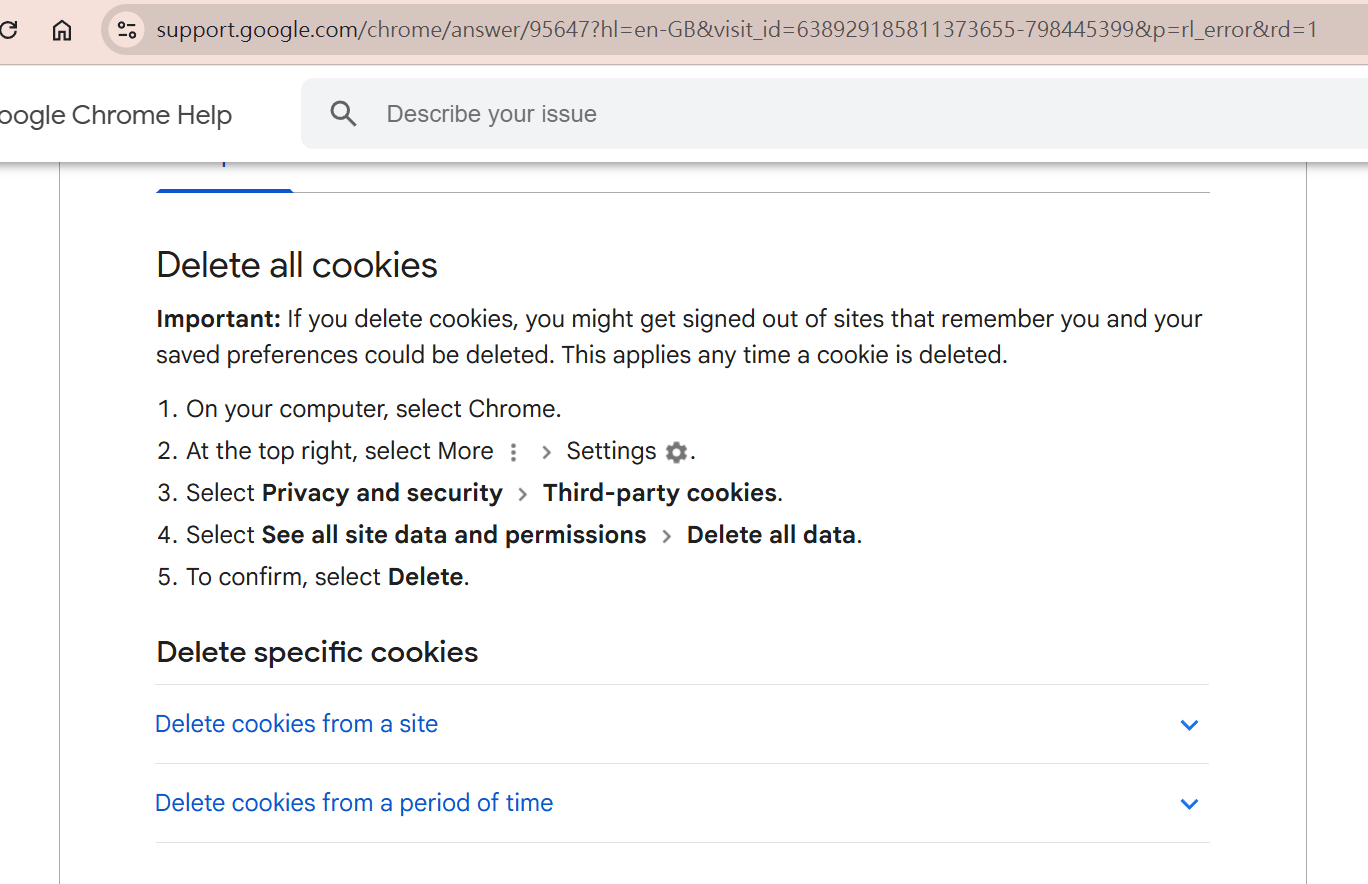 support.google.com/chrome/answer/95647?hl=en-GB&visit_id=638929185811373655-798445399&p=rl_error&rd=1
oogle Chrome Help
Describe your issue
Delete all cookies
Important: If you delete cookies, you might get signed out of sites that remember you and your
saved preferences could be deleted. This applies any time a cookie is deleted.
1. On your computer, select Chrome.
2. At the top right, select More ⋮ > Settings ⚙.
3. Select Privacy and security > Third-party cookies.
4. Select See all site data and permissions > Delete all data.
5. To confirm, select Delete.
Delete specific cookies
Delete cookies from a site
Delete cookies from a period of time